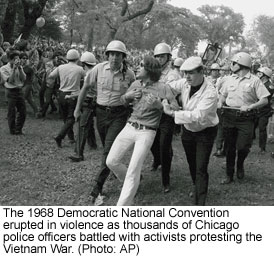 The 1968 Democratic National Convention
erupted in violence as thousands of Chicago
police officers battled with activists protesting the
Vietnam War. (Photo: AP)